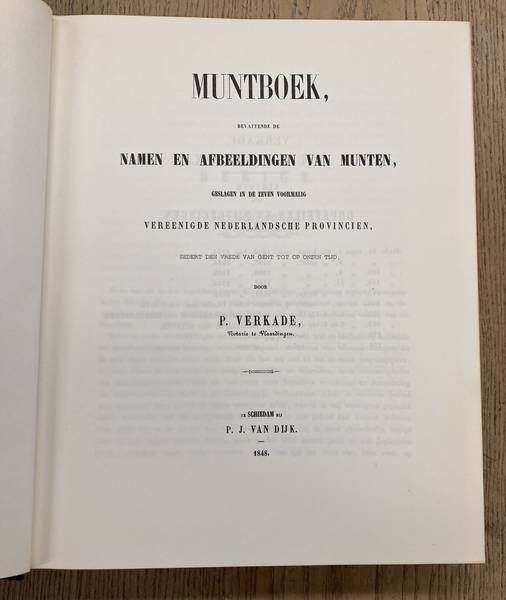 MUNTBOEK,
BEVATTENDE DE
NAMEN EN AFBEELDINGEN VAN MUNTEN,
GESLAGEN IN DE ZEVEN VOORMALIG
VEREENIGDE NEDERLANDSCHE PROVINCIEN,
SEDERT DEN VREDE VAN GENT TOT OP ONZEN TIJD;
DOOR
P. VERKADE,
Notaris te Vlaardingen.
TE SCHIEDAM BIJ
P. J. VAN DIJK.
1848.